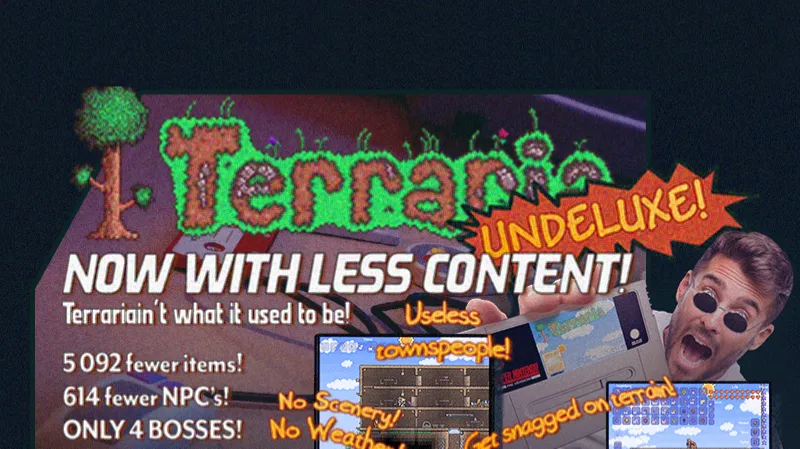 Terraria
UNDELUXE!
NOW WITH LESS CONTENT!
Terrariain't what it used to be!
Useless
townspeople!
5 092 fewer items!
614 fewer NPC's!
ONLY 4 BOSSES!
No Scenery!
No Weather!
Get snagged on terrain!
Terraria